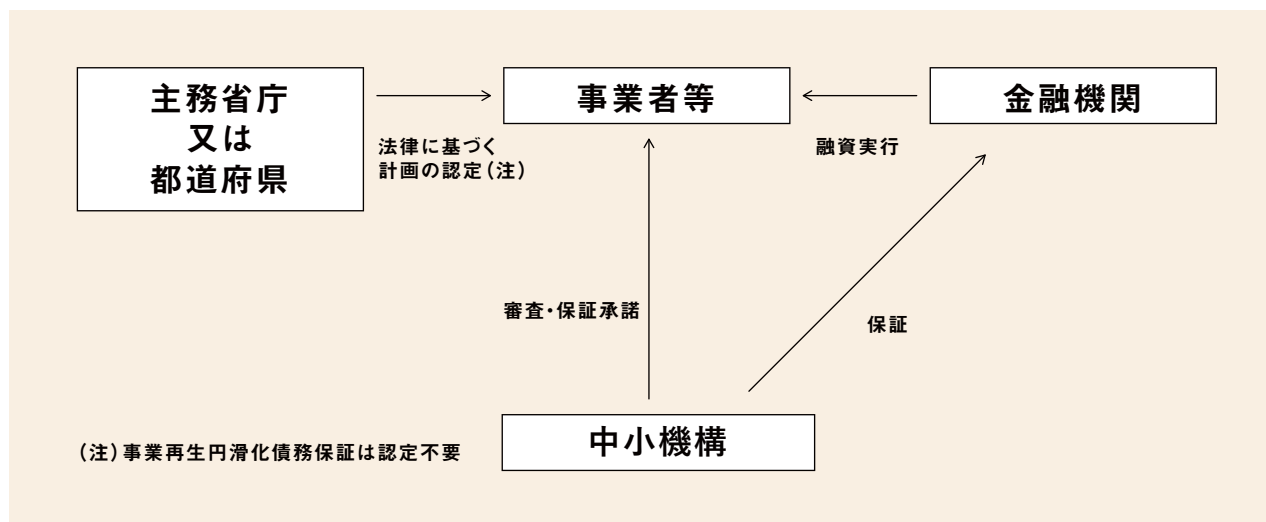 主務省庁
又は
都道府県
法律に基づく
計画の認定（注）
事業者等
融資実行
金融機関
審査・保証承諾
保証
中小機構
（注）事業再生円滑化債務保証は認定不要